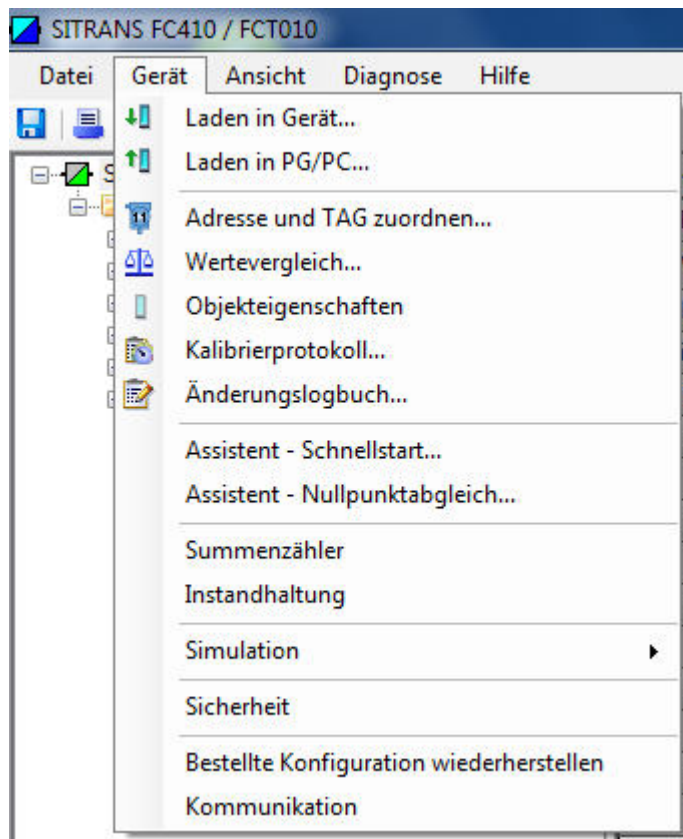 SITRANS FC410 / FCT010
Datei Gerät Ansicht Diagnose Hilfe
Laden in Gerät...
Laden in PG/PC...
S
Adresse und TAG zuordnen...
11
Wertevergleich...
Objekteigenschaften
Kalibrierprotokoll...
Änderungslogbuch...
Assistent - Schnellstart...
Assistent - Nullpunktabgleich...
Summenzähler
Instandhaltung
Simulation
Sicherheit
Bestellte Konfiguration wiederherstellen
Kommunikation